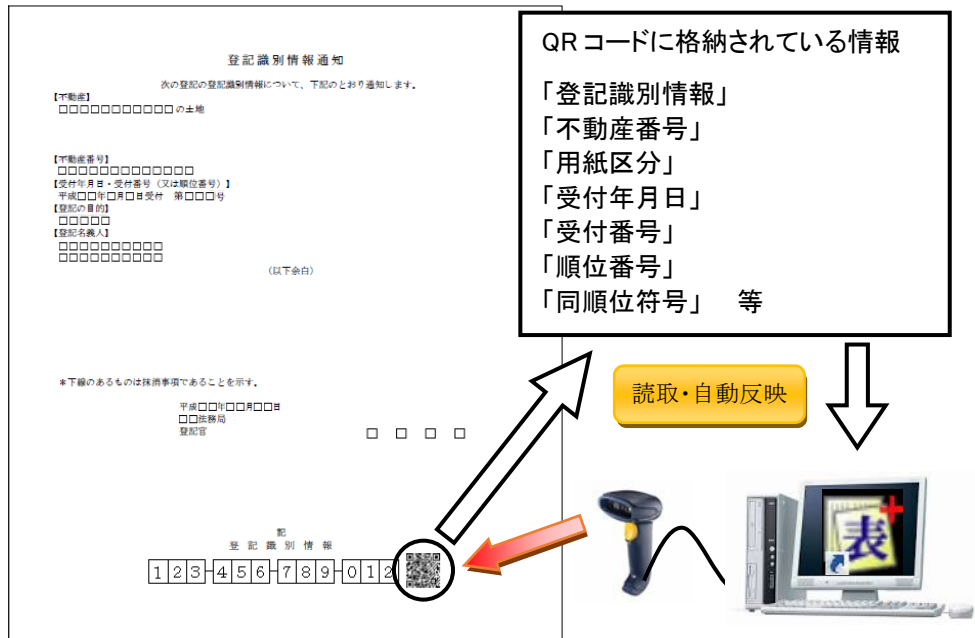 登記識別情報通知
次の登記の登記識別情報について、下記のとおり通知します。
【不動産】
□□□□□□□□□□□の土地
【不動産番号】
□□□□□□□□□□□□□
【受付年月日・受付番号（又は順位番号）】
平成□□年□月□日受付　第□□□号
【登記の目的】
□□□□□
【登記名義人】
□□□□□□□□□□
□□□□□□□□□□
（以下余白）
＊下線のあるものは抹消事項であることを示す。
平成□□年□□月□□日
□□法務局
登記官　□　□　□　□
記
登記識別情報
123-456-789-012
QRコードに格納されている情報
「登記識別情報」
「不動産番号」
「用紙区分」
「受付年月日」
「受付番号」
「順位番号」
「同順位符号」　等
読取・自動反映
表